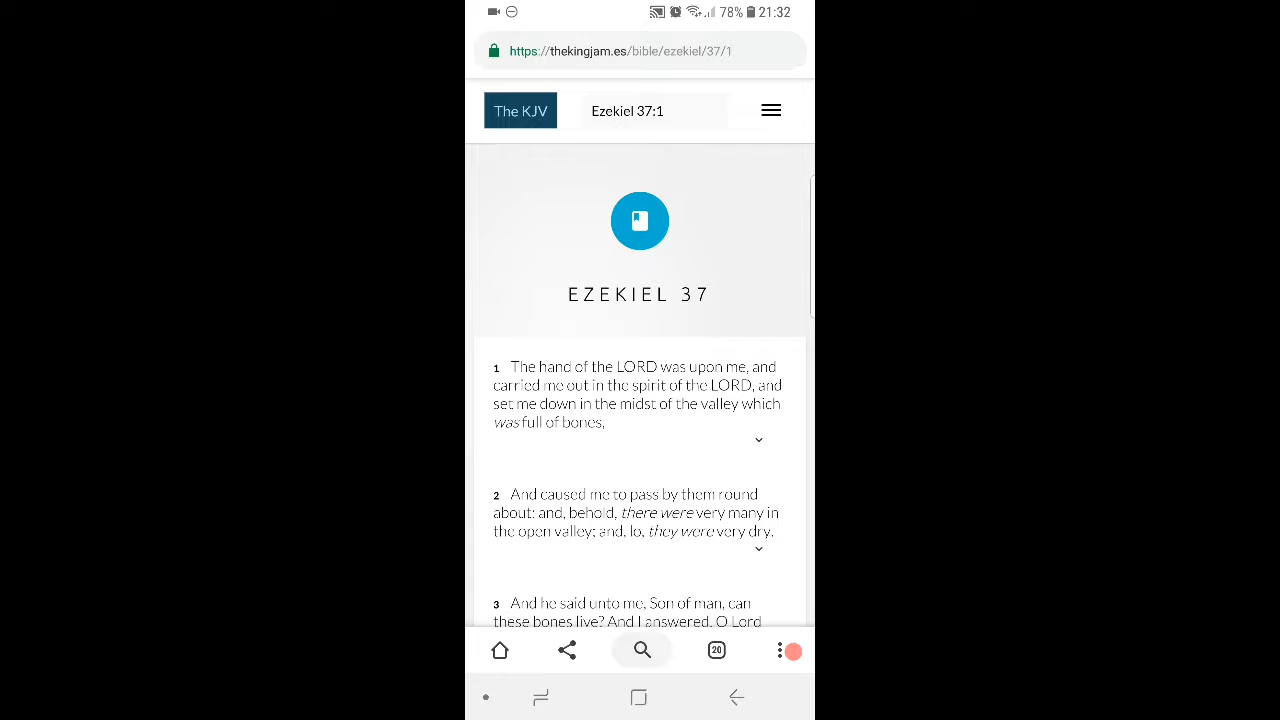 78% 21:32
https://thekingjam.es/bible/ezekiel/37/1
The KJV Ezekiel 37:1
EZEKIEL 37
1 The hand of the LORD was upon me, and
carried me out in the spirit of the LORD, and
set me down in the midst of the valley which
was full of bones,
2 And caused me to pass by them round
about: and, behold, there were very many in
the open valley; and, lo, they were very dry.
3 And he said unto me, Son of man, can
these bones live? And I answered, O Lord
20